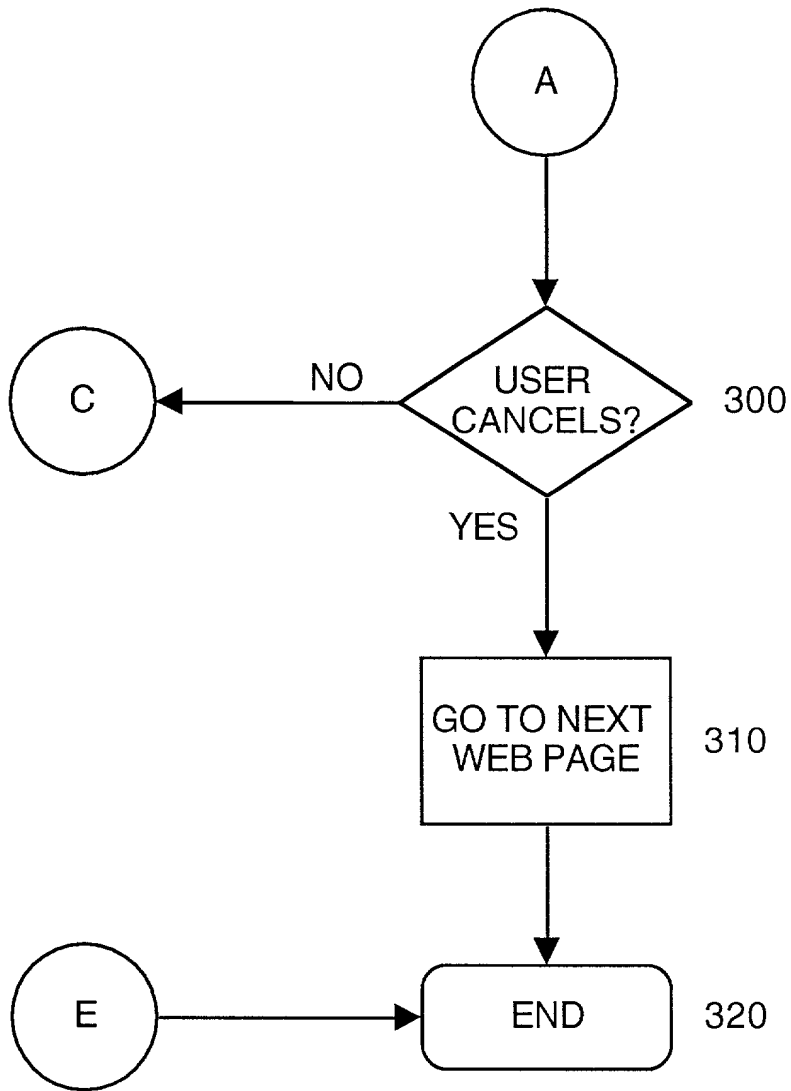 A
C
NO
USER
CANCELS?
300
YES
GO TO NEXT
WEB PAGE
310
E
END
320